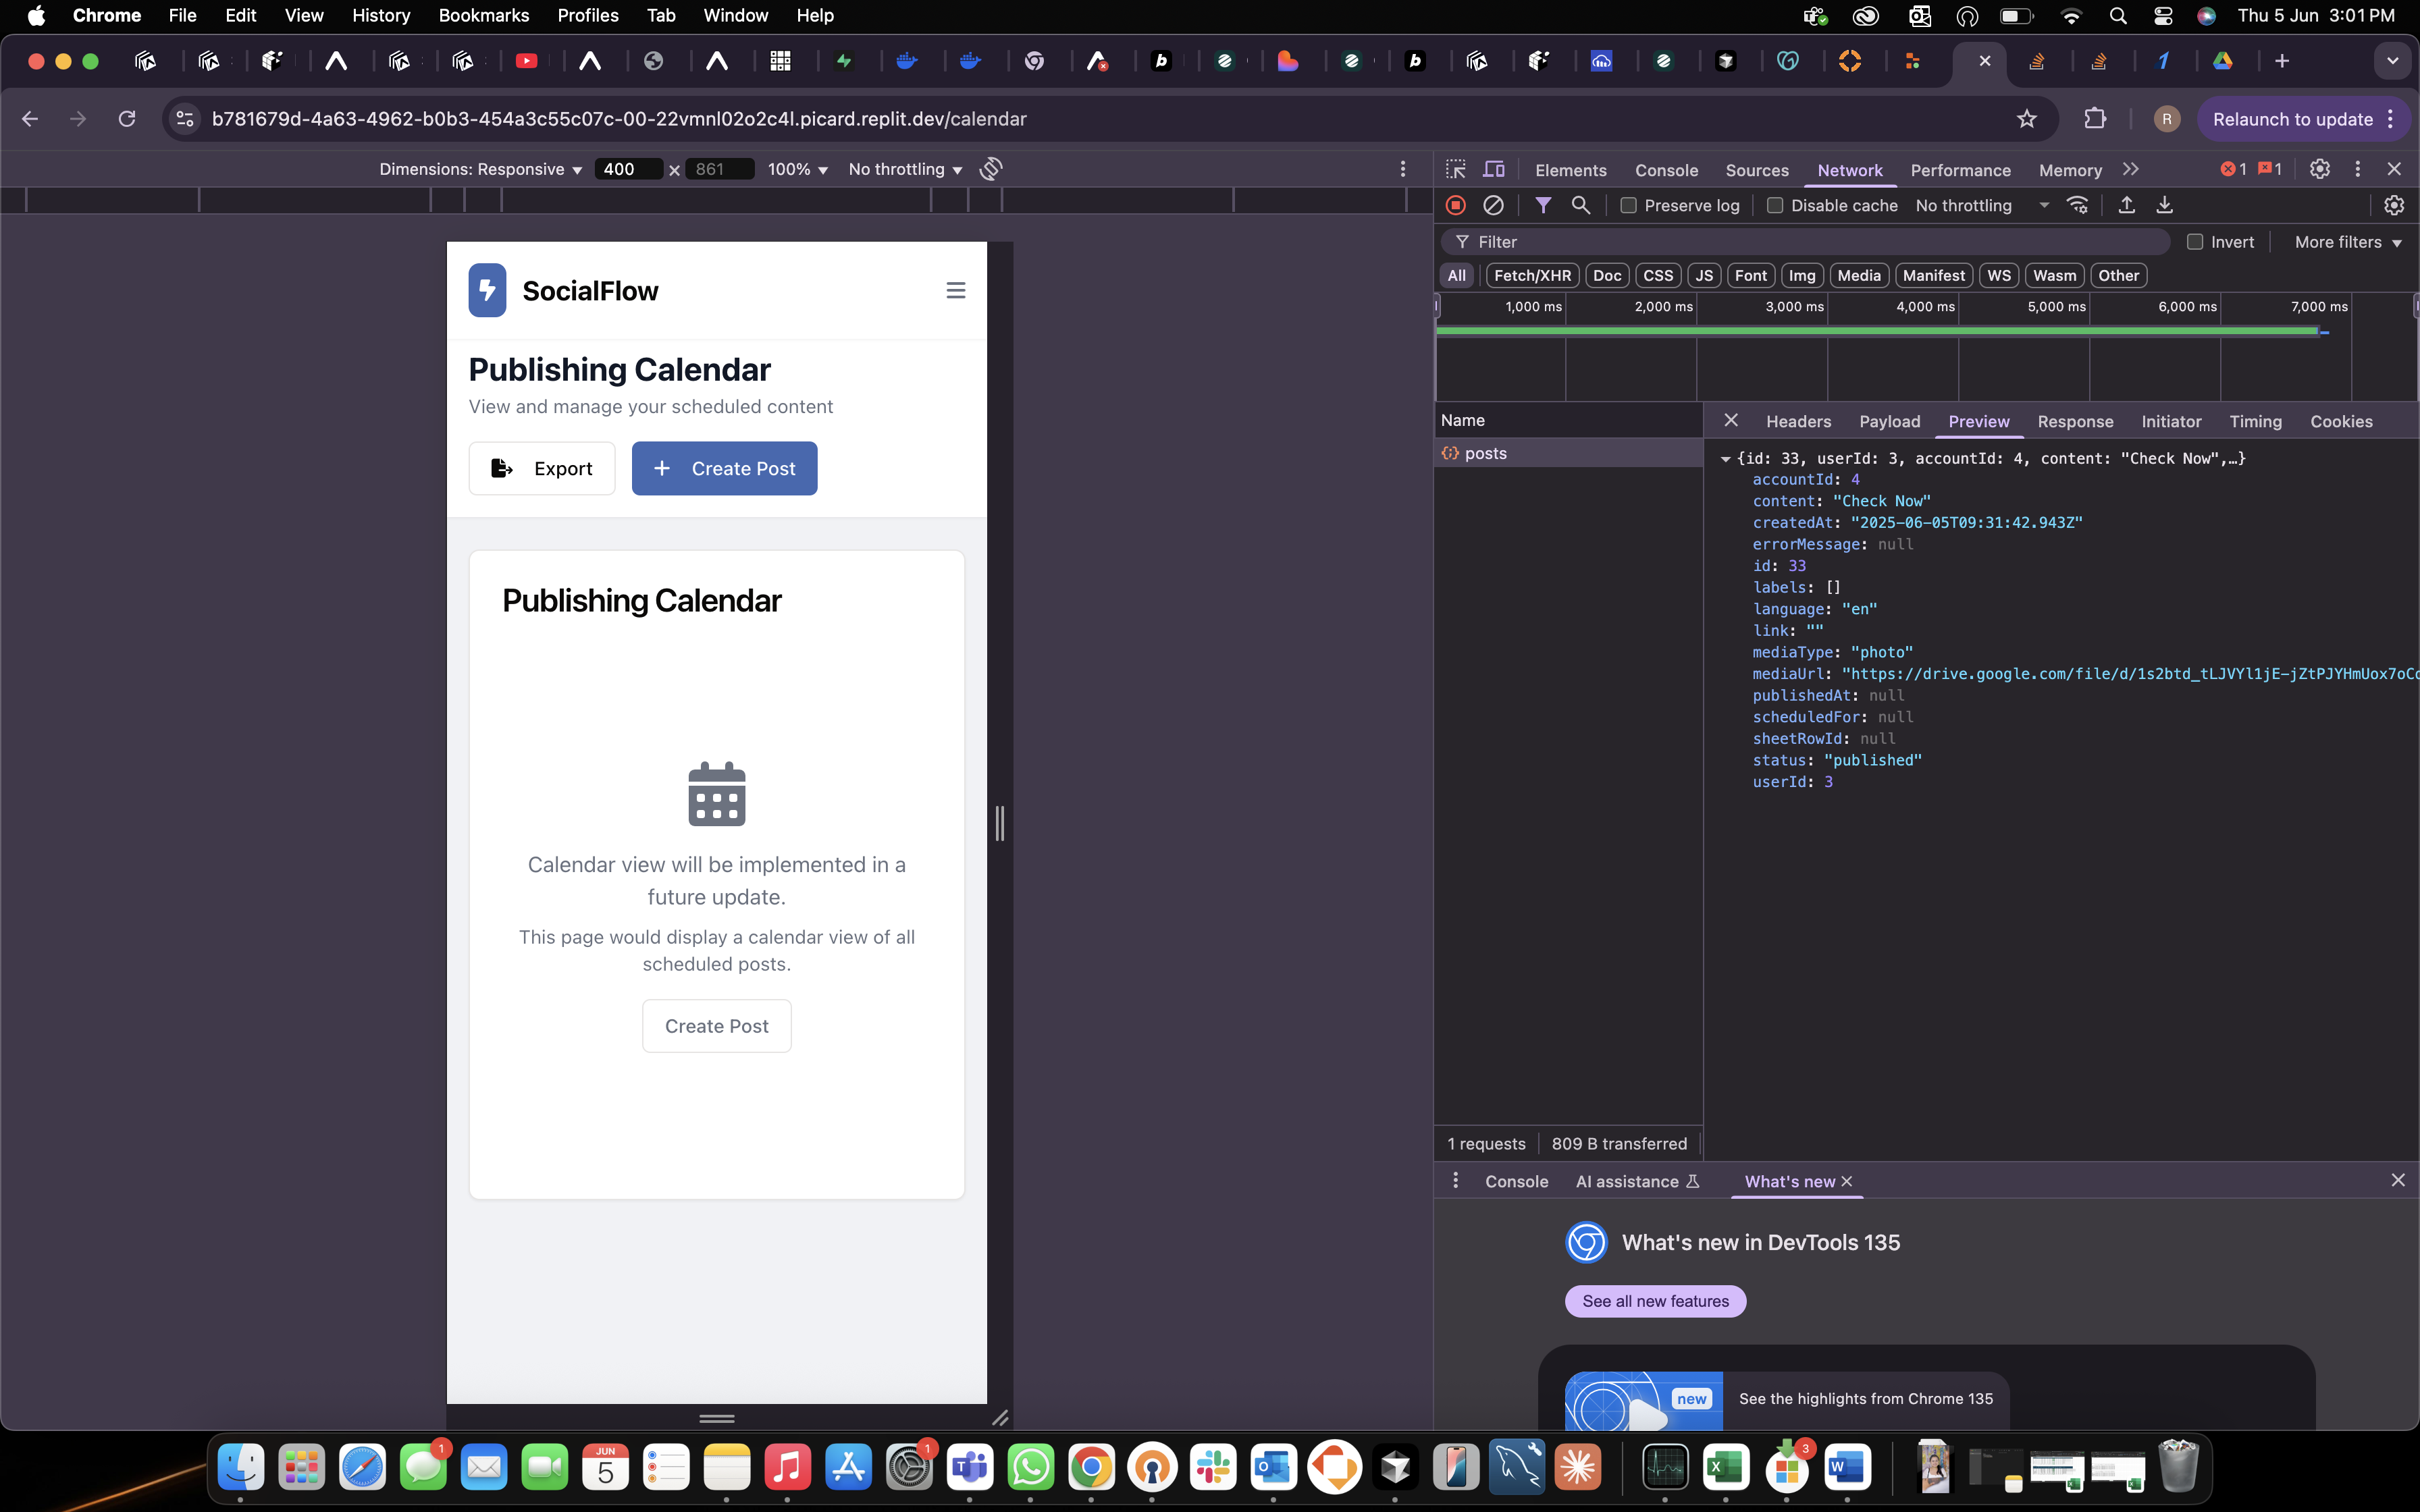 Chrome File Edit View History Bookmarks Profiles Tab Window Help Thu 5 Jun 3:01 PM
b781679d-4a63-4962-b0b3-454a3c55c07c-00-22vmnl02o2c4l.picard.replit.dev/calendar R Relaunch to update
Dimensions: Responsive 400 × 861 100% No throttling
Elements Console Sources Network Performance Memory 1 1
Preserve log Disable cache No throttling
Filter Invert More filters
All Fetch/XHR Doc CSS JS Font Img Media Manifest WS Wasm Other
1,000 ms 2,000 ms 3,000 ms 4,000 ms 5,000 ms 6,000 ms 7,000 ms
SocialFlow
Publishing Calendar
View and manage your scheduled content
Export
Create Post
Publishing Calendar
Calendar view will be implemented in a
future update.
This page would display a calendar view of all
scheduled posts.
Create Post
Name
posts
1 requests 809 B transferred
Headers Payload Preview Response Initiator Timing Cookies
{id: 33, userId: 3, accountId: 4, content: "Check Now",…}
accountId: 4
content: "Check Now"
createdAt: "2025-06-05T09:31:42.943Z"
errorMessage: null
id: 33
labels: []
language: "en"
link: ""
mediaType: "photo"
mediaUrl: "https://drive.google.com/file/d/1s2btd_tLJVYl1jE-jZtPJYHmUox7oC
publishedAt: null
scheduledFor: null
sheetRowId: null
status: "published"
userId: 3
Console AI assistance What's new
What's new in DevTools 135
See all new features
new
See the highlights from Chrome 135
1 JUN 5 1 3